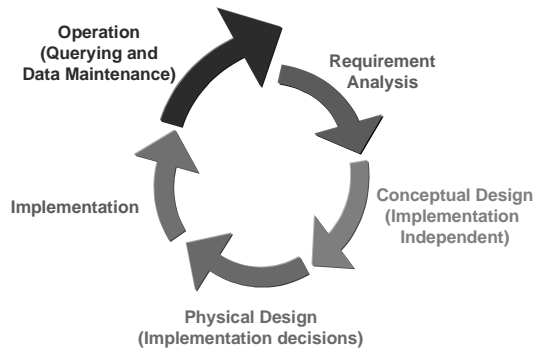 Operation
(Querying and
Data Maintenance)
Requirement
Analysis
Conceptual Design
(Implementation
Independent)
Physical Design
(Implementation decisions)
Implementation